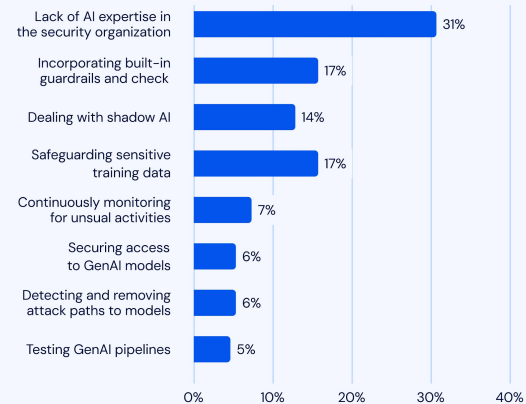 Lack of AI expertise in
the security organization
31%
Incorporating built-in
guardrails and check
17%
Dealing with shadow AI
14%
Safeguarding sensitive
training data
17%
Continuously monitoring
for unsual activities
7%
Securing access
to GenAI models
6%
Detecting and removing
attack paths to models
6%
Testing GenAI pipelines
5%
0% 10% 20% 30% 40%